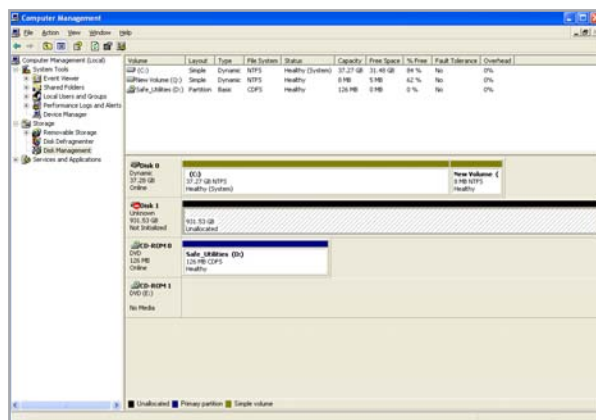 Computer Management
File Action View Window Help
Computer Management (Local)
System Tools
Event Viewer
Shared Folders
Local Users and Groups
Performance Logs and Alerts
Device Manager
Storage
Removable Storage
Disk Defragmenter
Disk Management
Services and Applications
Volume Layout Type File System Status Capacity Free Space % Free Fault Tolerance Overhead
(C:) Simple Dynamic NTFS Healthy (System) 37.27 GB 31.48 GB 84 % No 0%
New Volume (Q:) Simple Dynamic NTFS Healthy 8 MB 5 MB 62 % No 0%
Safe_Utilities (D:) Partition Basic CDFS Healthy 126 MB 0 MB 0 % No 0%
Disk 0
Dynamic
37.28 GB
Online
(C:)
37.27 GB NTFS
Healthy (System)
New Volume (
8 MB NTFS
Healthy
Disk 1
Unknown
931.53 GB
Not Initialized
931.53 GB
Unallocated
CD-ROM 0
DVD
126 MB
Online
Safe_Utilities (D:)
126 MB CDFS
Healthy
CD-ROM 1
DVD (E:)
No Media
Unallocated Primary partition Simple volume